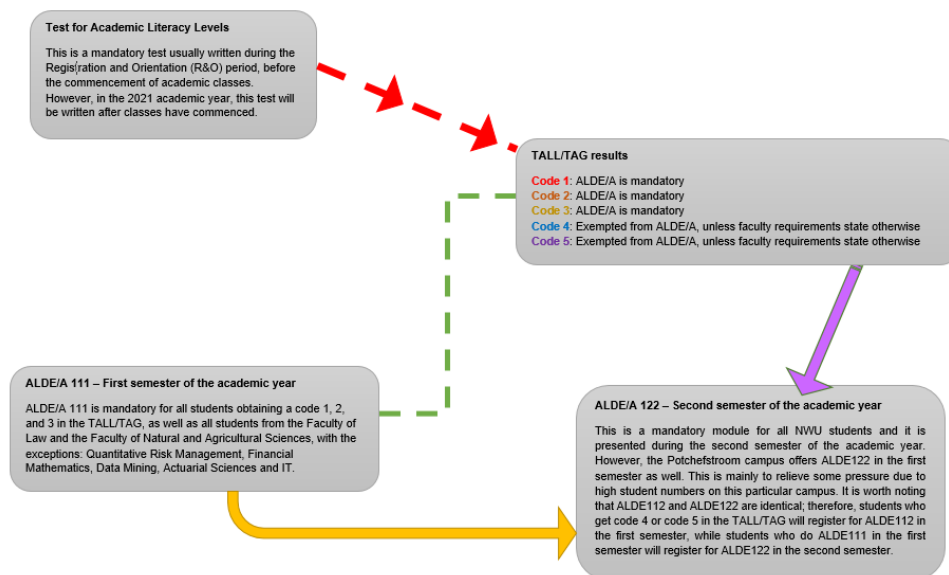 Test for Academic Literacy Levels
This is a mandatory test usually written during the
Registration and Orientation (R&O) period, before
the commencement of academic classes.
However, in the 2021 academic year, this test will
be written after classes have commenced.
TALL/TAG results
Code 1: ALDE/A is mandatory
Code 2: ALDE/A is mandatory
Code 3: ALDE/A is mandatory
Code 4: Exempted from ALDE/A, unless faculty requirements state otherwise
Code 5: Exempted from ALDE/A, unless faculty requirements state otherwise
ALDE/A 111 – First semester of the academic year
ALDE/A 111 is mandatory for all students obtaining a code 1, 2,
and 3 in the TALL/TAG, as well as all students from the Faculty of
Law and the Faculty of Natural and Agricultural Sciences, with the
exceptions: Quantitative Risk Management, Financial
Mathematics, Data Mining, Actuarial Sciences and IT.
ALDE/A 122 – Second semester of the academic year
This is a mandatory module for all NWU students and it is
presented during the second semester of the academic year.
However, the Potchefstroom campus offers ALDE122 in the first
semester as well. This is mainly to relieve some pressure due to
high student numbers on this particular campus. It is worth noting
that ALDE112 and ALDE122 are identical; therefore, students who
get code 4 or code 5 in the TALL/TAG will register for ALDE112 in
the first semester, while students who do ALDE111 in the first
semester will register for ALDE122 in the second semester.